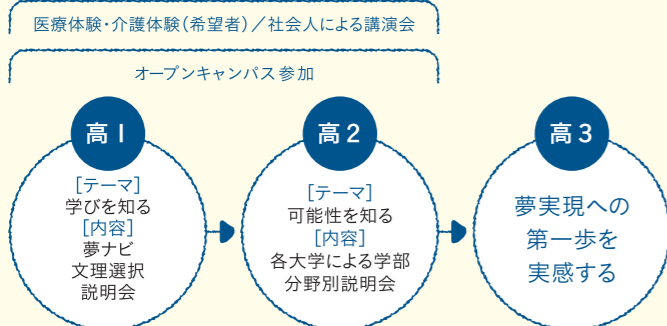 医療体験・介護体験(希望者)／社会人による講演会
オープンキャンパス参加
高1
[テーマ]
学びを知る
[内容]
夢ナビ
文理選択
説明会
高2
[テーマ]
可能性を知る
[内容]
各大学による学部
分野別説明会
高3
夢実現への
第一歩を
実感する